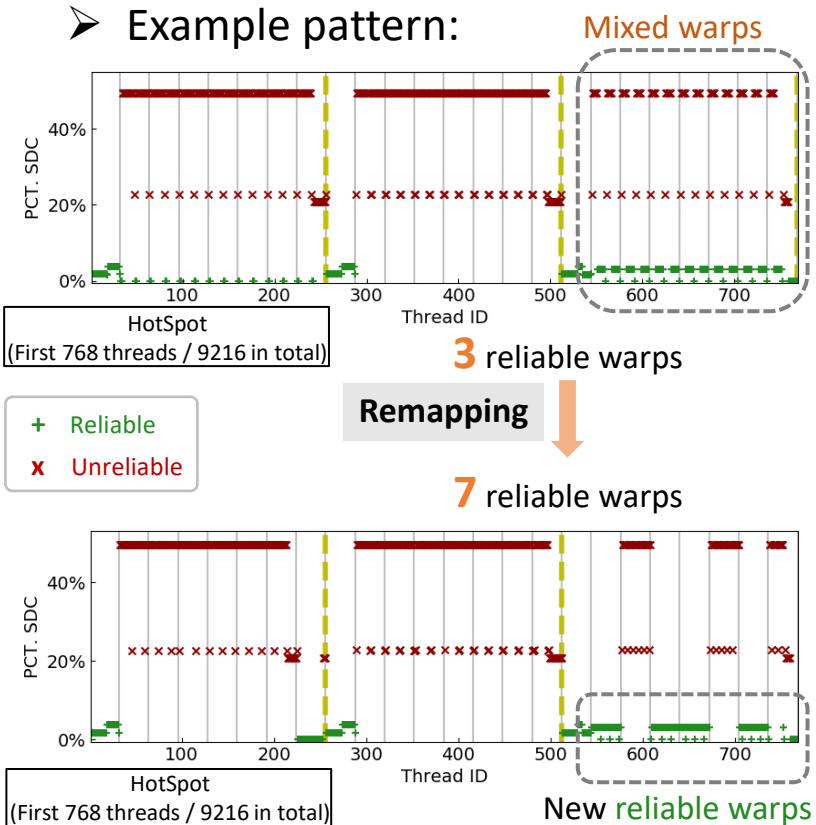 ➢ Example pattern:
Mixed warps
PCT. SDC
40%
20%
0%
100 200 300 400 500 600 700
Thread ID
HotSpot
(First 768 threads / 9216 in total)
3 reliable warps
Remapping
+ Reliable
x Unreliable
7 reliable warps
PCT. SDC
40%
20%
0%
100 200 300 400 500 600 700
Thread ID
HotSpot
(First 768 threads / 9216 in total)
New reliable warps